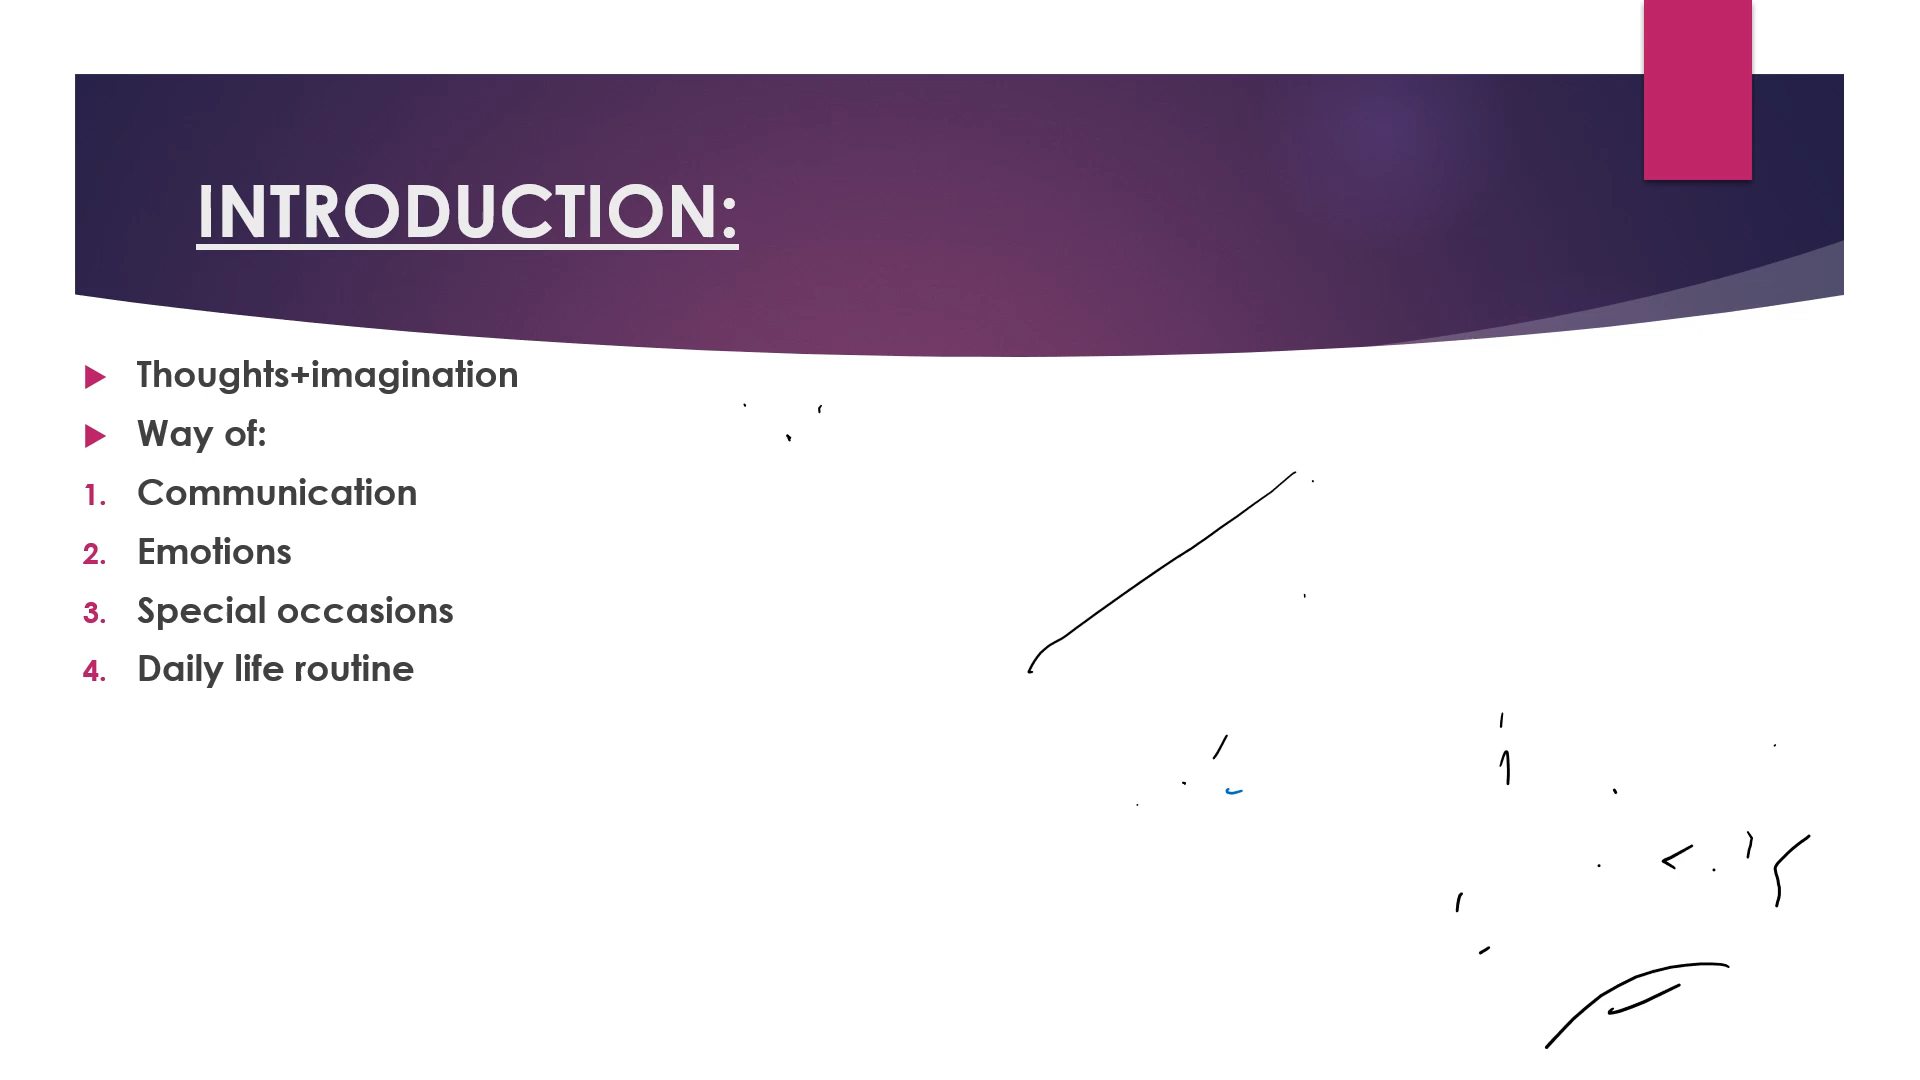 INTRODUCTION:
Thoughts+imagination
Way of:
1. Communication
2. Emotions
3. Special occasions
4. Daily life routine